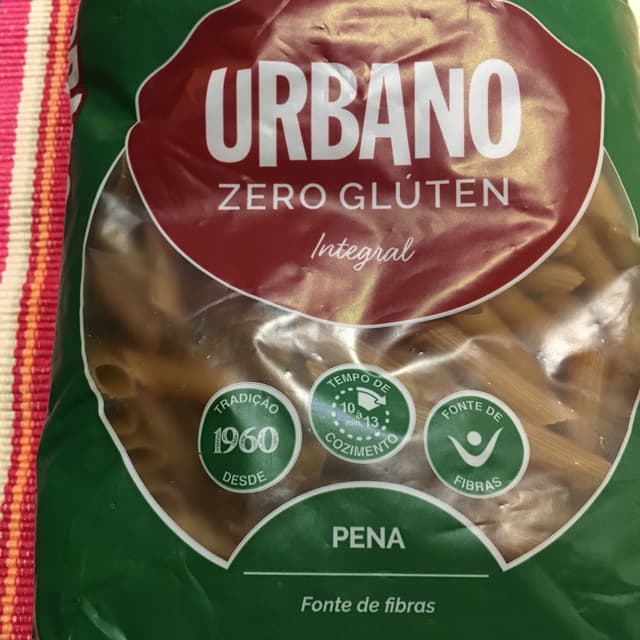 URBANO
ZERO GLÚTEN
Integral
TRADIÇÃO
1960
DESDE
TEMPO DE
10 à 13
min.
COZIMENTO
FONTE DE
FIBRAS
PENA
Fonte de fibras